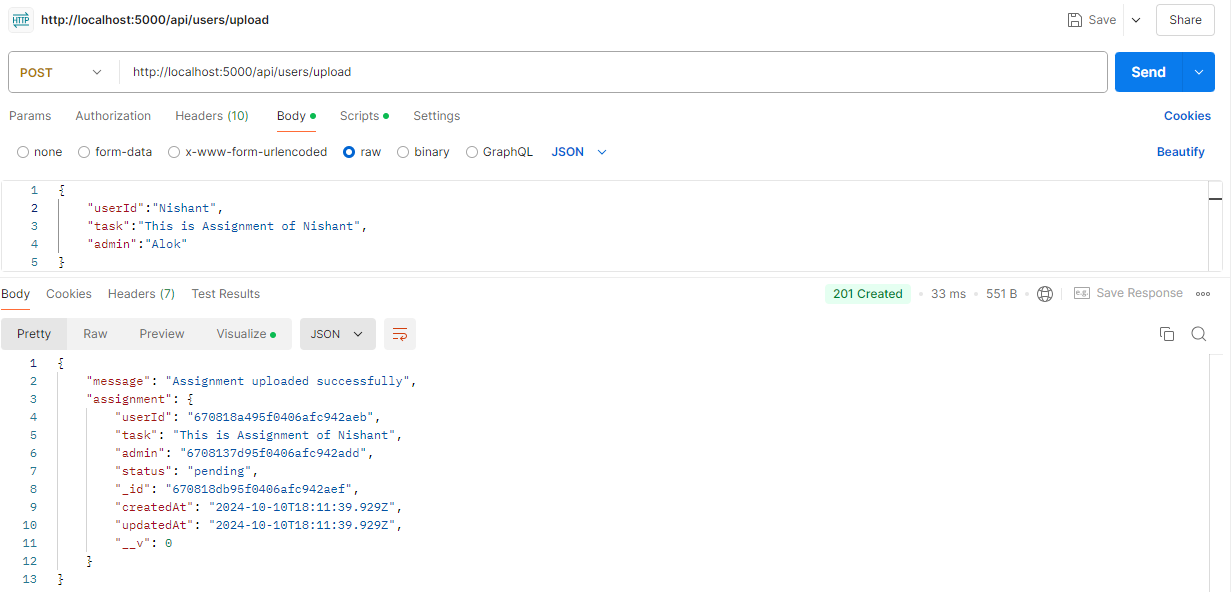 HTTP http://localhost:5000/api/users/upload Save Share
POST http://localhost:5000/api/users/upload Send
Params Authorization Headers (10) Body Scripts Settings Cookies
none form-data x-www-form-urlencoded raw binary GraphQL JSON Beautify
1 {
2 "userId":"Nishant",
3 "task":"This is Assignment of Nishant",
4 "admin":"Alok"
5 }
Body Cookies Headers (7) Test Results 201 Created 33 ms 551 B e.g. Save Response
Pretty Raw Preview Visualize JSON
1 {
2 "message": "Assignment uploaded successfully",
3 "assignment": {
4 "userId": "670818a495f0406afc942aeb",
5 "task": "This is Assignment of Nishant",
6 "admin": "6708137d95f0406afc942add",
7 "status": "pending",
8 "_id": "670818db95f0406afc942aef",
9 "createdAt": "2024-10-10T18:11:39.929Z",
10 "updatedAt": "2024-10-10T18:11:39.929Z",
11 "__v": 0
12 }
13 }